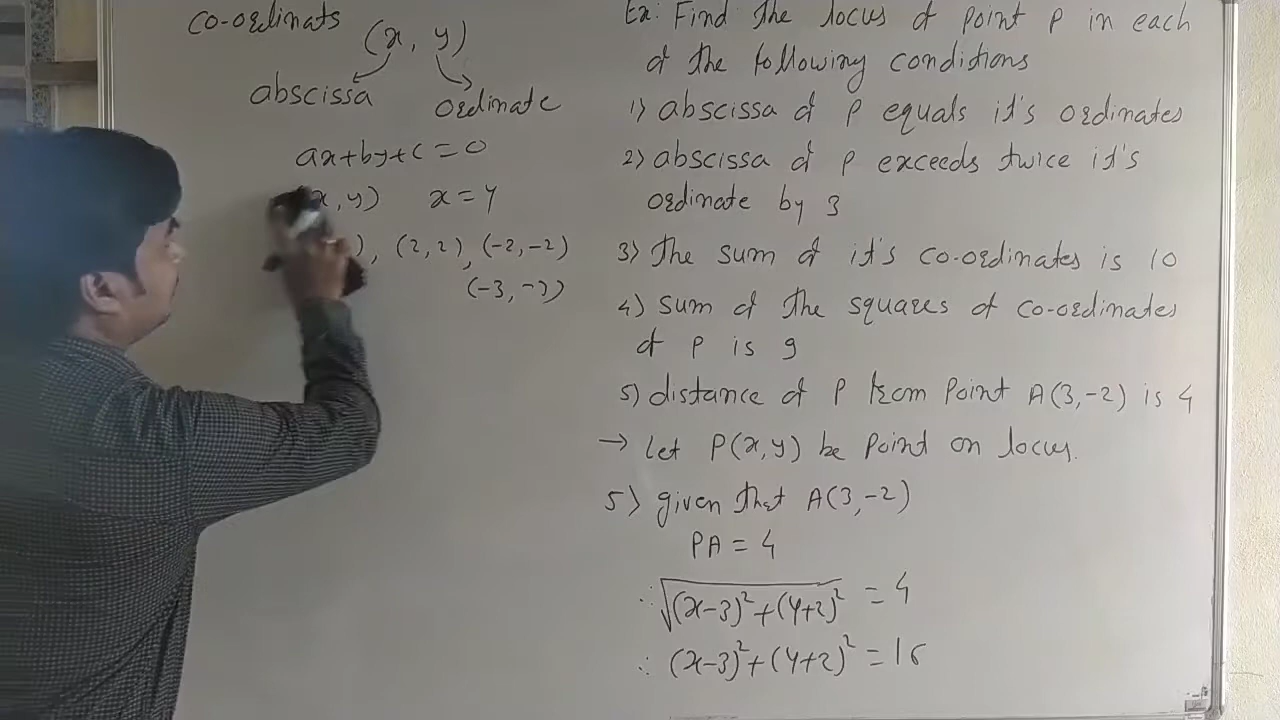 co-ordinats
(x, y)
abscissa
ordinate
ax+by+c=0
x, y) x = y
), (2, 2), (-2, -2)
(-3, -3)
Ex: Find the locus of point P in each
of the following conditions
1) abscissa of P equals it's ordinates
2) abscissa of P exceeds twice it's
ordinate by 3
3) The sum of it's co-ordinates is 10
4) sum of the squares of co-ordinates
of P is 9
5) distance of P from Point A(3,-2) is 4
→ Let P(x,y) be Point on locus.
5) given that A(3,-2)
PA = 4
∴ √(x-3)²+(y+2)² = 4
∴ (x-3)²+(y+2)² = 16